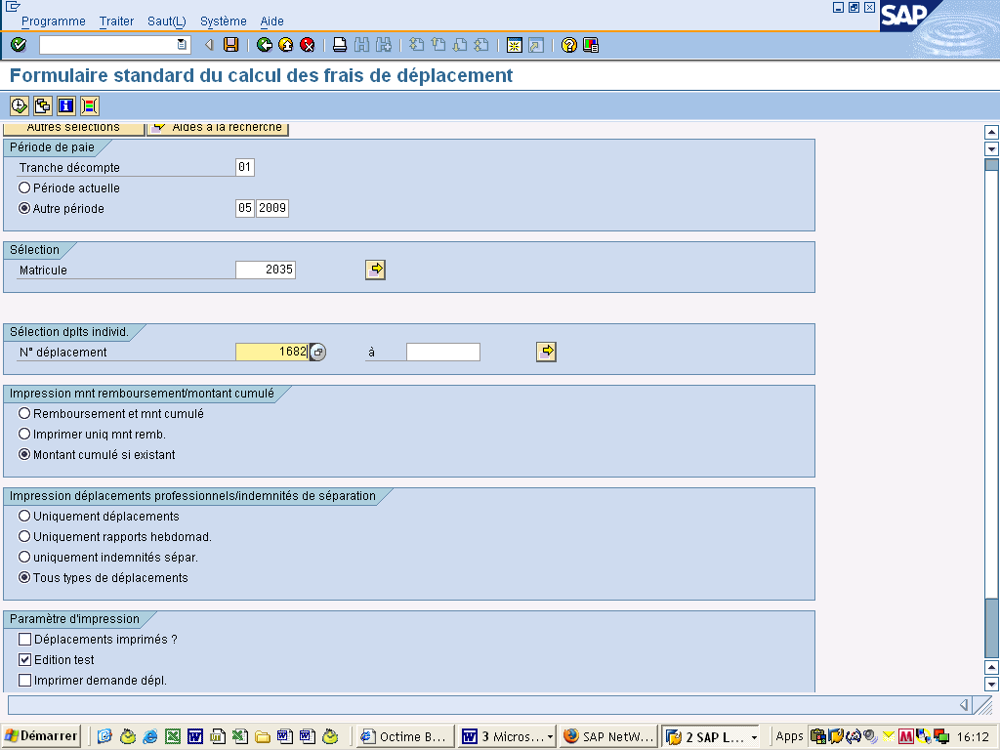 Programme Traiter Saut(L) Système Aide
SAP
Formulaire standard du calcul des frais de déplacement
Autres sélections Aides à la recherche
Période de paie
Tranche décompte 01
Période actuelle
Autre période 05 2009
Sélection
Matricule 2035
Sélection dplts individ.
N° déplacement 1682 à
Impression mnt remboursement/montant cumulé
Remboursement et mnt cumulé
Imprimer uniq mnt remb.
Montant cumulé si existant
Impression déplacements professionnels/indemnités de séparation
Uniquement déplacements
Uniquement rapports hebdomad.
uniquement indemnités sépar.
Tous types de déplacements
Paramètre d'impression
Déplacements imprimés ?
Edition test
Imprimer demande dépl.
Démarrer Octime B... 3 Micros... SAP NetW... 2 SAP L... Apps 16:12